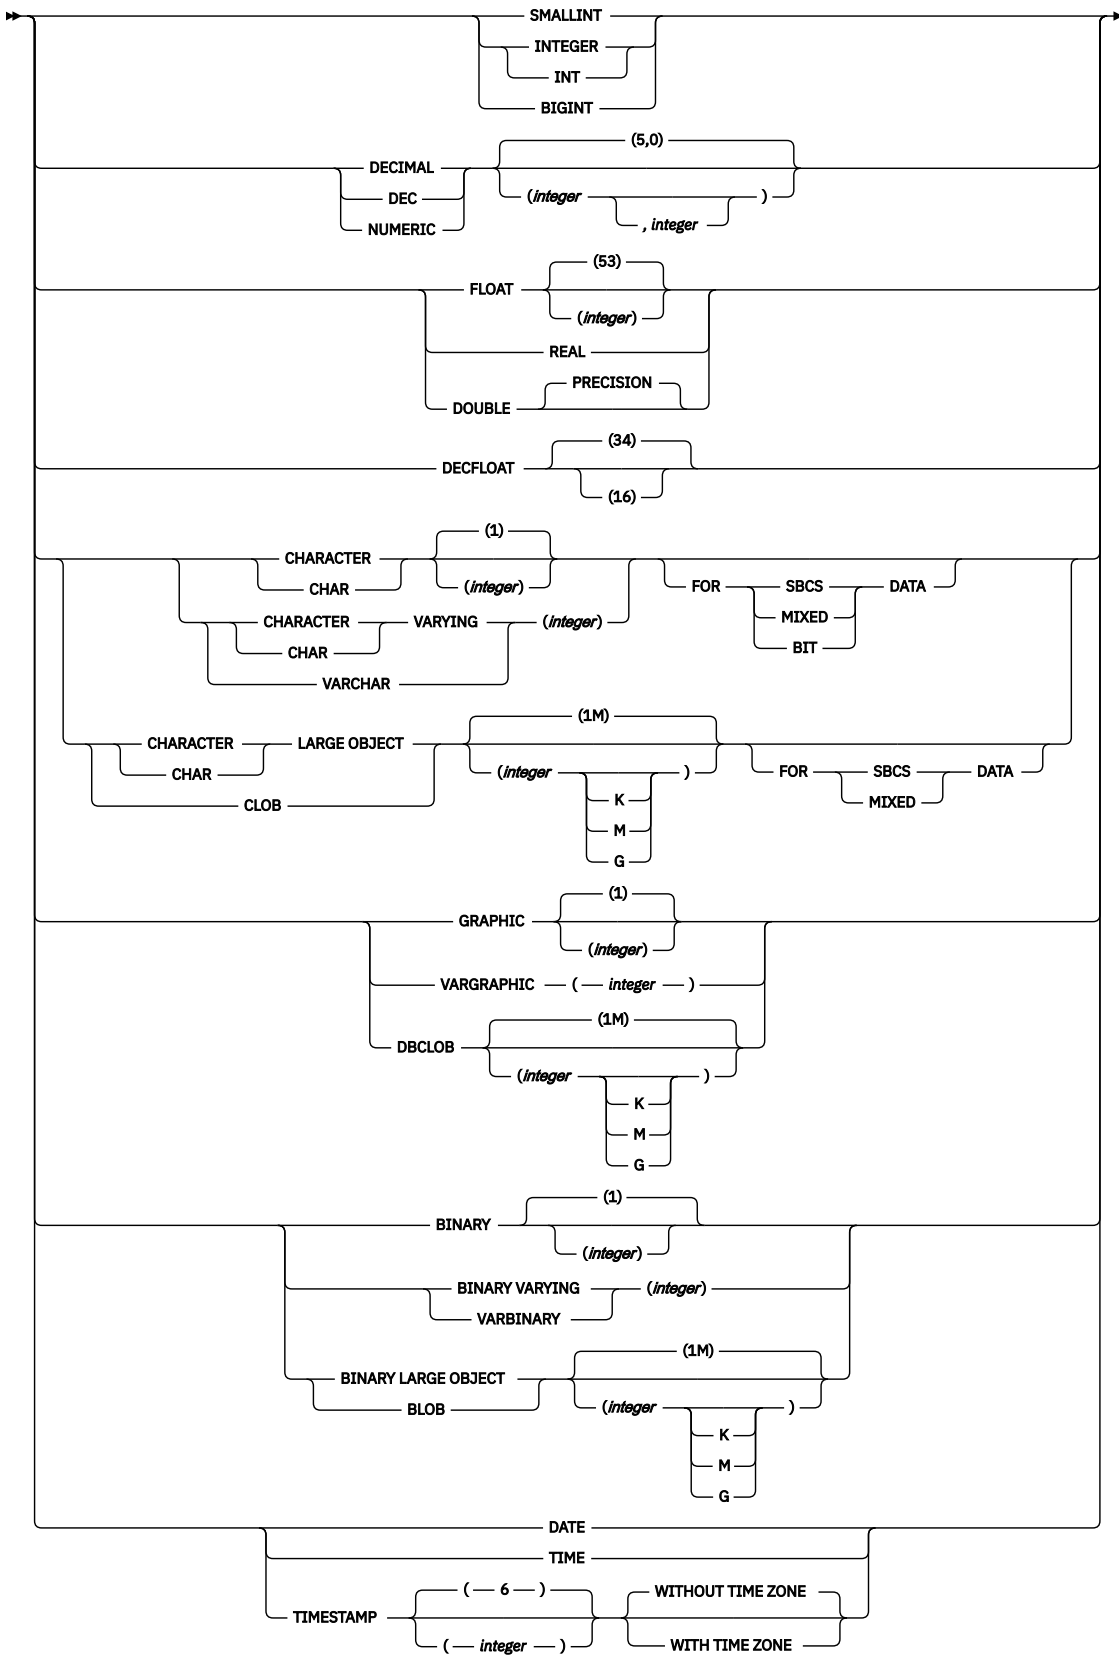 SMALLINT
INTEGER
INT
BIGINT
(5,0)
DECIMAL
(integer )
DEC
, integer
NUMERIC
(53)
FLOAT
(integer)
REAL
PRECISION
DOUBLE
(34)
DECFLOAT
(16)
(1)
CHARACTER
(integer)
CHAR
FOR SBCS DATA
MIXED
BIT
CHARACTER VARYING (integer)
CHAR
VARCHAR
(1M)
CHARACTER LARGE OBJECT
CHAR
(integer )
K
M
G
FOR SBCS DATA
MIXED
CLOB
(1)
GRAPHIC
(integer)
VARGRAPHIC ( integer )
(1M)
DBCLOB
(integer )
K
M
G
(1)
BINARY
(integer)
BINARY VARYING (integer)
VARBINARY
(1M)
BINARY LARGE OBJECT
BLOB
(integer )
K
M
G
DATE
TIME
( 6 ) WITHOUT TIME ZONE
TIMESTAMP
( integer ) WITH TIME ZONE